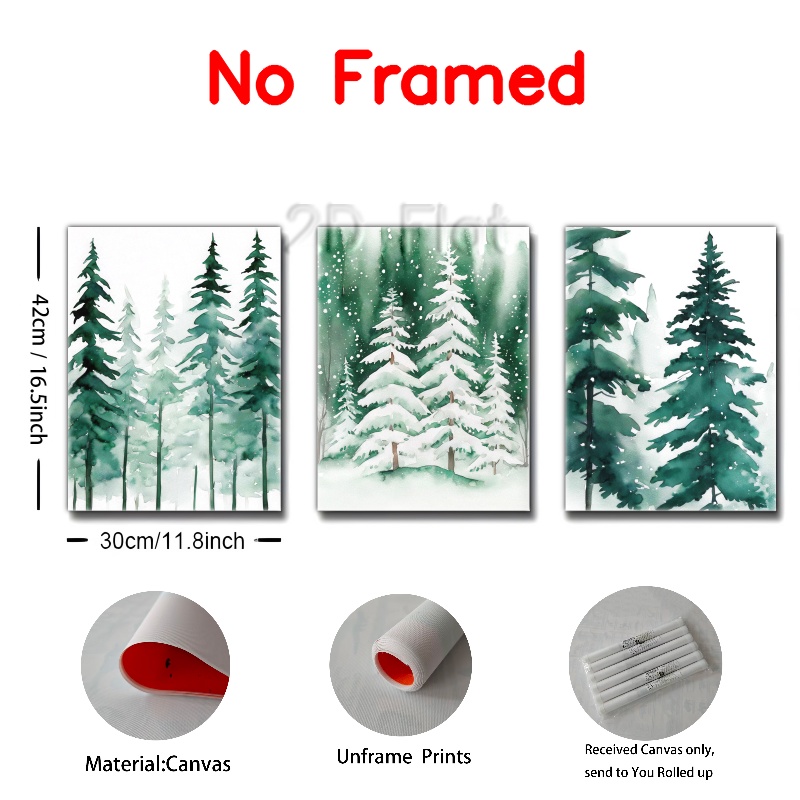 No Framed
2D Flat
42cm / 16.5inch
30cm/11.8inch
Material:Canvas
Unframe Prints
Received Canvas only,
send to You Rolled up